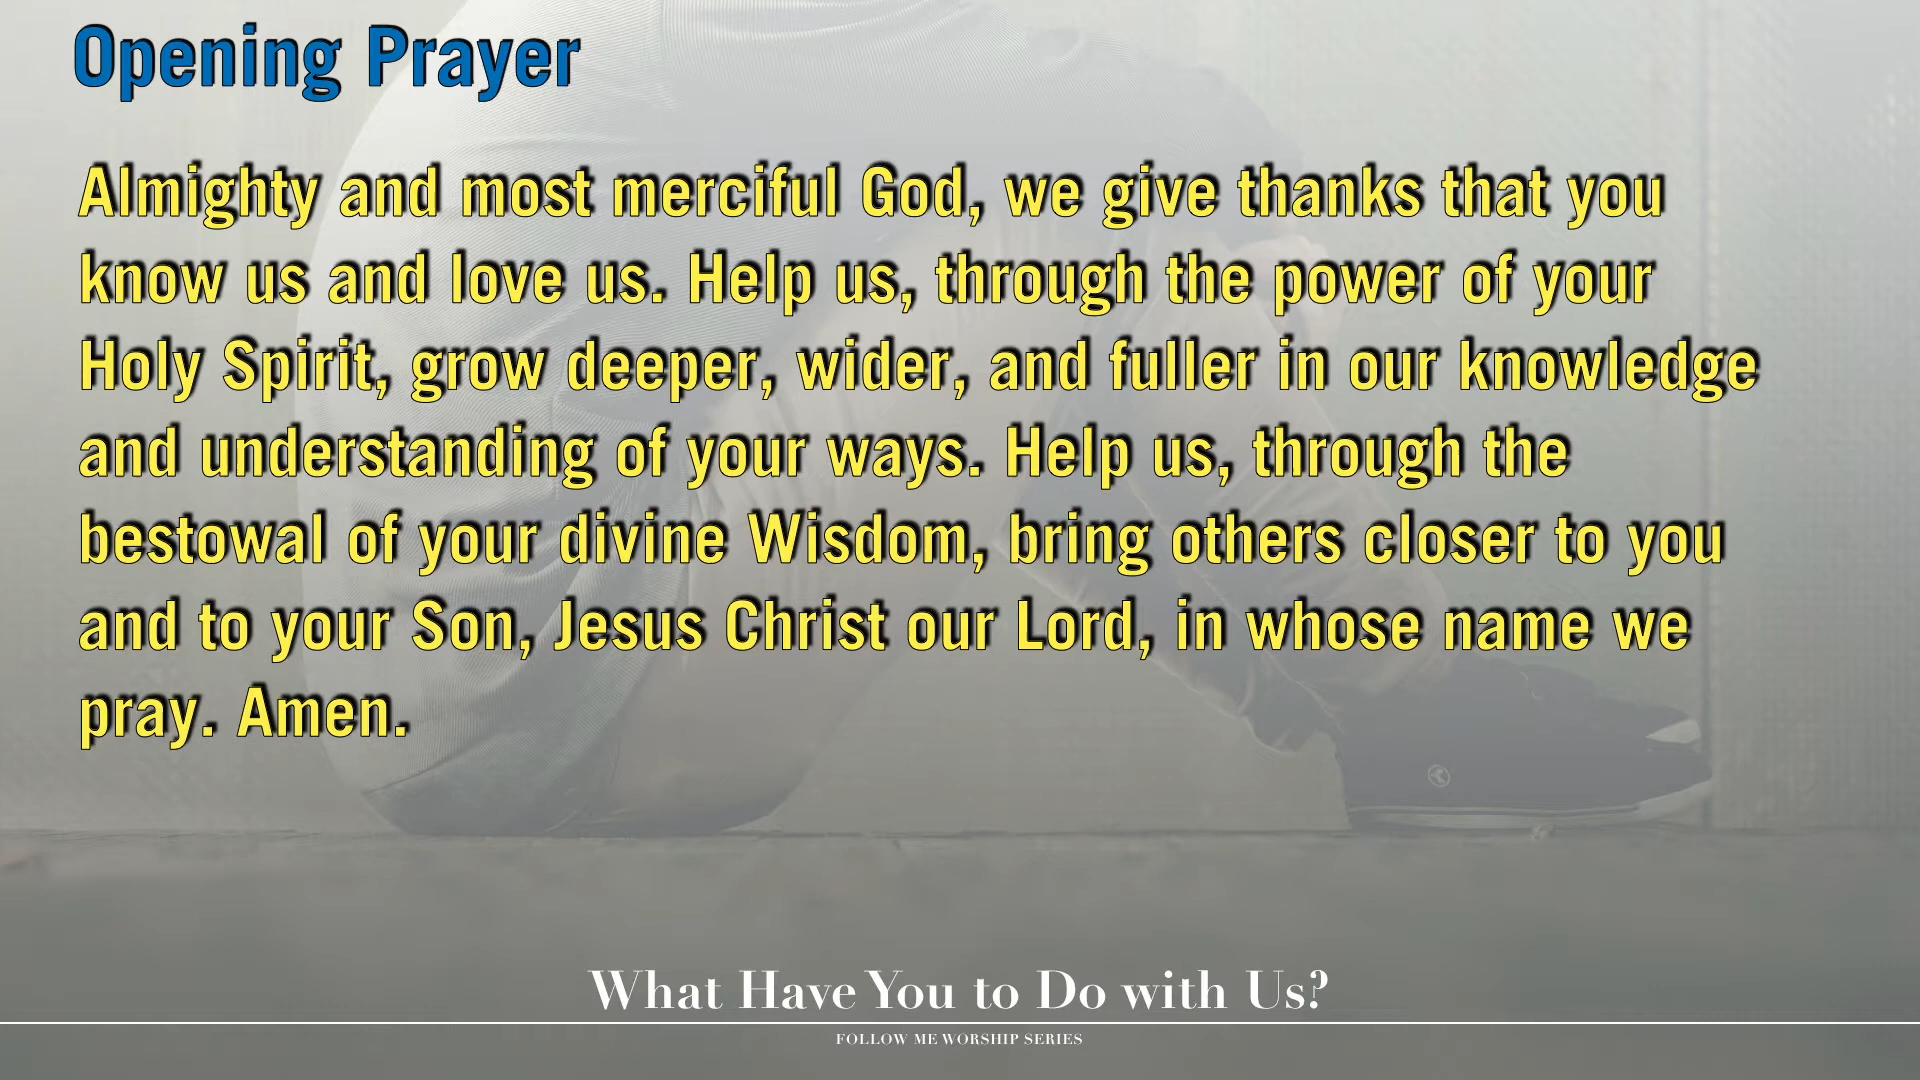 Opening Prayer
Almighty and most merciful God, we give thanks that you
know us and love us. Help us, through the power of your
Holy Spirit, grow deeper, wider, and fuller in our knowledge
and understanding of your ways. Help us, through the
bestowal of your divine Wisdom, bring others closer to you
and to your Son, Jesus Christ our Lord, in whose name we
pray. Amen.
What Have You to Do with Us?
FOLLOW ME WORSHIP SERIES